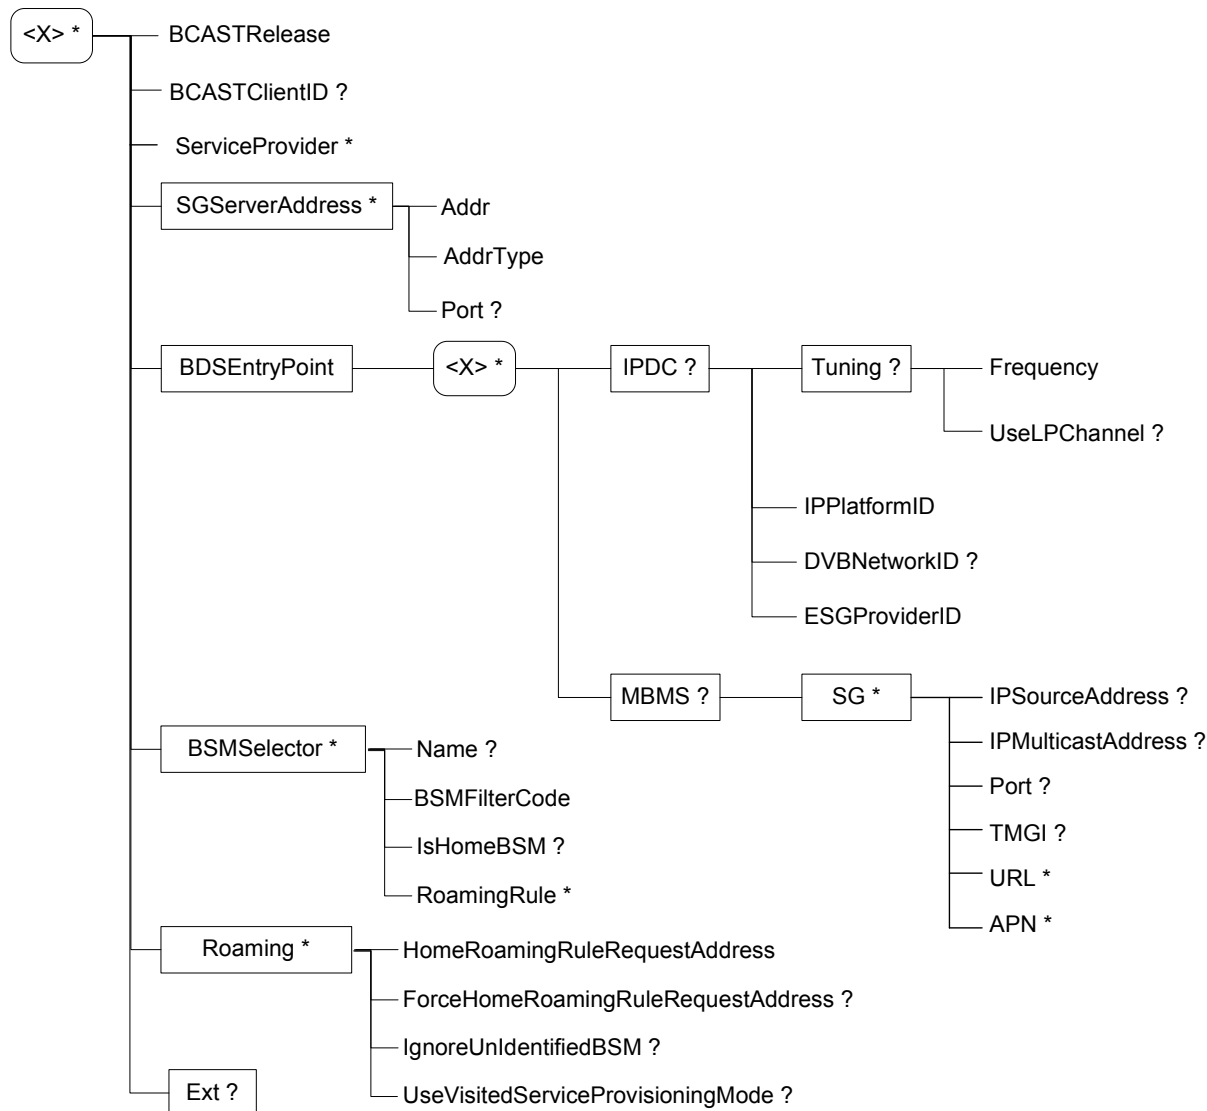 <X> *
BCASTRelease
BCASTClientID ?
ServiceProvider *
SGServerAddress *
Addr
AddrType
Port ?
BDSEntryPoint
<X> *
IPDC ?
Tuning ?
Frequency
UseLPChannel ?
IPPlatformID
DVBNetworkID ?
ESGProviderID
MBMS ?
SG *
IPSourceAddress ?
IPMulticastAddress ?
Port ?
TMGI ?
URL *
APN *
BSMSelector *
Name ?
BSMFilterCode
IsHomeBSM ?
RoamingRule *
Roaming *
HomeRoamingRuleRequestAddress
ForceHomeRoamingRuleRequestAddress ?
IgnoreUnIdentifiedBSM ?
UseVisitedServiceProvisioningMode ?
Ext ?